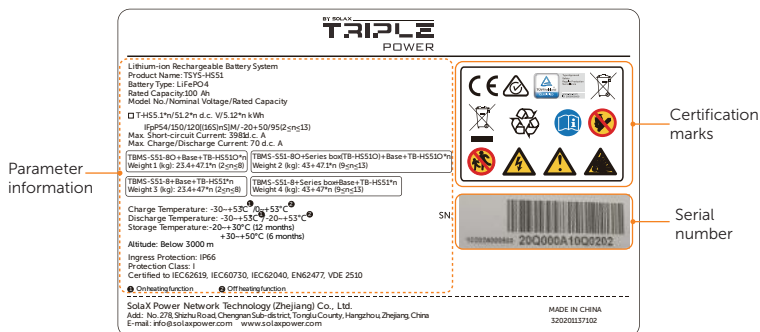 BY SOLAX
TRIPLE
POWER
Lithium-ion Rechargeable Battery System
Product Name: TSYS-HS51
Battery Type: LiFePO4
Rated Capacity:100 Ah
Model No./Nominal Voltage/Rated Capacity
T-HS5.1*n/51.2*n d.c. V/5.12*n kWh
IFpP54/150/120[(16S)nS]M/-20+50/95(2≤n≤13)
Max. Short-circuit Current: 3981d.c. A
Max. Charge/Discharge Current: 70 d.c. A
TBMS-S51-8O+Base+TB-HS51O*n
Weight 1 (kg): 23.4+47.1*n (2≤n≤8)
TBMS-S51-8O+Series box(TB-HS51O)+Base+TB-HS51O*n
Weight 2 (kg): 43+47.1*n (9≤n≤13)
TBMS-S51-8+Base+TB-HS51*n
Weight 3 (kg): 23.4+47*n (2≤n≤8)
TBMS-S51-8+Series box+Base+TB-HS51*n
Weight 4 (kg): 43+47*n (9≤n≤13)
Charge Temperature: -30~+53℃❶/0~+53℃❷
Discharge Temperature: -30~+53℃❶/-20~+53℃❷
Storage Temperature:-20~+30℃ (12 months)
+30~+50℃ (6 months)
Altitude: Below 3000 m
Ingress Protection: IP66
Protection Class: I
Certified to IEC62619, IEC60730, IEC62040, EN62477, VDE 2510
❶ On heating function ❷ Off heating function
SolaX Power Network Technology (Zhejiang) Co., Ltd.
Add.: No. 278, Shizhu Road, Chengnan Sub-district, Tonglu County, Hangzhou, Zhejiang, China
E-mail: info@solaxpower.com www.solaxpower.com
MADE IN CHINA
320201137102
SN:
20Q000A10Q0202
Parameter
information
Certification
marks
Serial
number